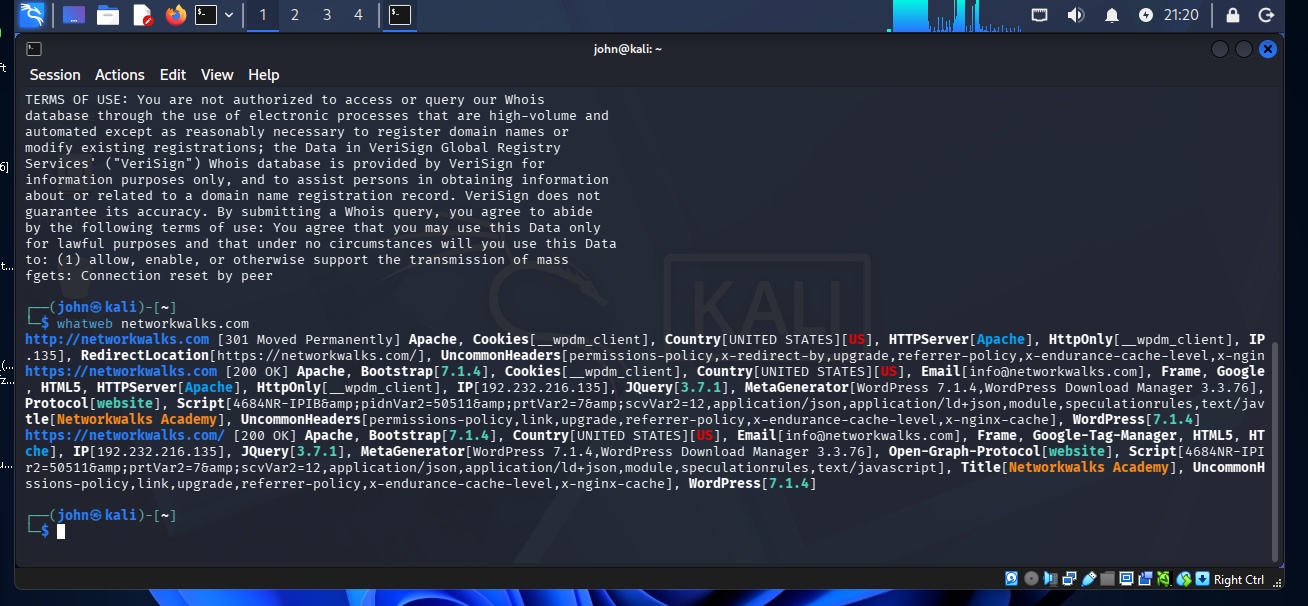 1 2 3 4 21:20
john@kali: ~
Session Actions Edit View Help
TERMS OF USE: You are not authorized to access or query our Whois
database through the use of electronic processes that are high-volume and
automated except as reasonably necessary to register domain names or
modify existing registrations; the Data in VeriSign Global Registry
Services' ("VeriSign") Whois database is provided by VeriSign for
information purposes only, and to assist persons in obtaining information
about or related to a domain name registration record. VeriSign does not
guarantee its accuracy. By submitting a Whois query, you agree to abide
by the following terms of use: You agree that you may use this Data only
for lawful purposes and that under no circumstances will you use this Data
to: (1) allow, enable, or otherwise support the transmission of mass
fgets: Connection reset by peer
KALI
┌──(john㉿kali)-[~]
└─$ whatweb networkwalks.com
http://networkwalks.com [301 Moved Permanently] Apache, Cookies[__wpdm_client], Country[UNITED STATES][US], HTTPServer[Apache], HttpOnly[__wpdm_client], IP
.135], RedirectLocation[https://networkwalks.com/], UncommonHeaders[permissions-policy,x-redirect-by,upgrade,referrer-policy,x-endurance-cache-level,x-ngin
https://networkwalks.com [200 OK] Apache, Bootstrap[7.1.4], Cookies[__wpdm_client], Country[UNITED STATES][US], Email[info@networkwalks.com], Frame, Google
, HTML5, HTTPServer[Apache], HttpOnly[__wpdm_client], IP[192.232.216.135], JQuery[3.7.1], MetaGenerator[WordPress 7.1.4,WordPress Download Manager 3.3.76],
Protocol[website], Script[4684NR-IPIB&amp;pidnVar2=50511&amp;prtVar2=7&amp;scvVar2=12,application/json,application/ld+json,module,speculationrules,text/jav
tle[Networkwalks Academy], UncommonHeaders[permissions-policy,link,upgrade,referrer-policy,x-endurance-cache-level,x-nginx-cache], WordPress[7.1.4]
https://networkwalks.com/ [200 OK] Apache, Bootstrap[7.1.4], Country[UNITED STATES][US], Email[info@networkwalks.com], Frame, Google-Tag-Manager, HTML5, HT
che], IP[192.232.216.135], JQuery[3.7.1], MetaGenerator[WordPress 7.1.4,WordPress Download Manager 3.3.76], Open-Graph-Protocol[website], Script[4684NR-IPI
r2=50511&amp;prtVar2=7&amp;scvVar2=12,application/json,application/ld+json,module,speculationrules,text/javascript], Title[Networkwalks Academy], UncommonH
ssions-policy,link,upgrade,referrer-policy,x-endurance-cache-level,x-nginx-cache], WordPress[7.1.4]
┌──(john㉿kali)-[~]
└─$
Right Ctrl